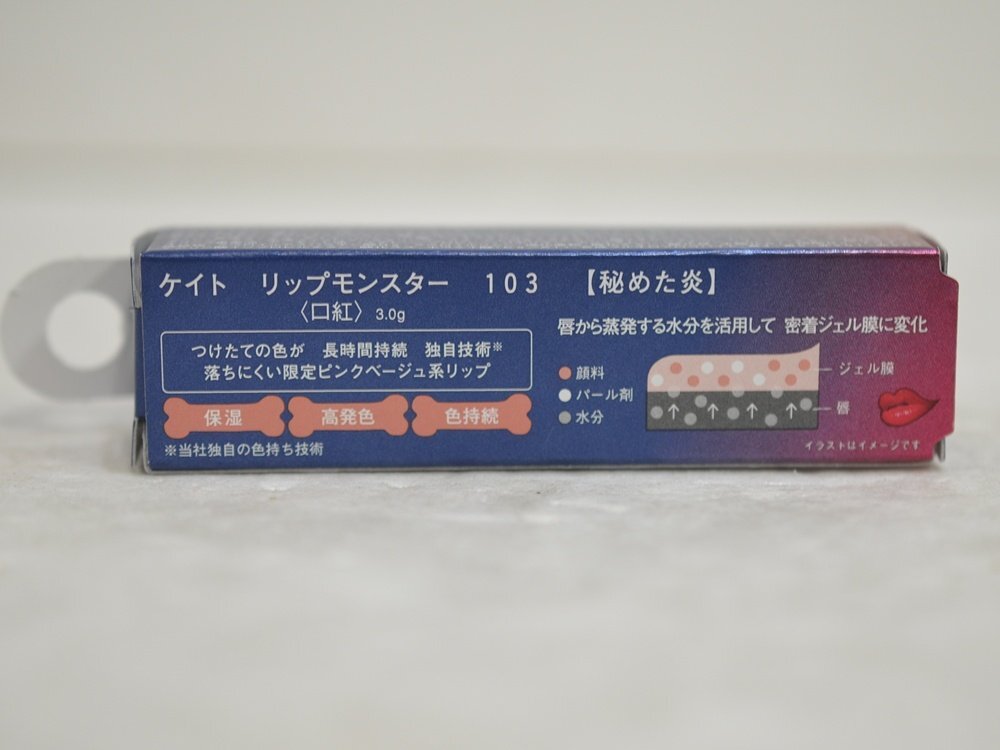 ケイト リップモンスター 103 【秘めた炎】
〈口紅〉 3.0g
つけたての色が 長時間持続 独自技術※
落ちにくい限定ピンクベージュ系リップ
保湿 高発色 色持続
※当社独自の色持ち技術
唇から蒸発する水分を活用して 密着ジェル膜に変化
顔料
パール剤
水分
ジェル膜
唇
イラストはイメージです